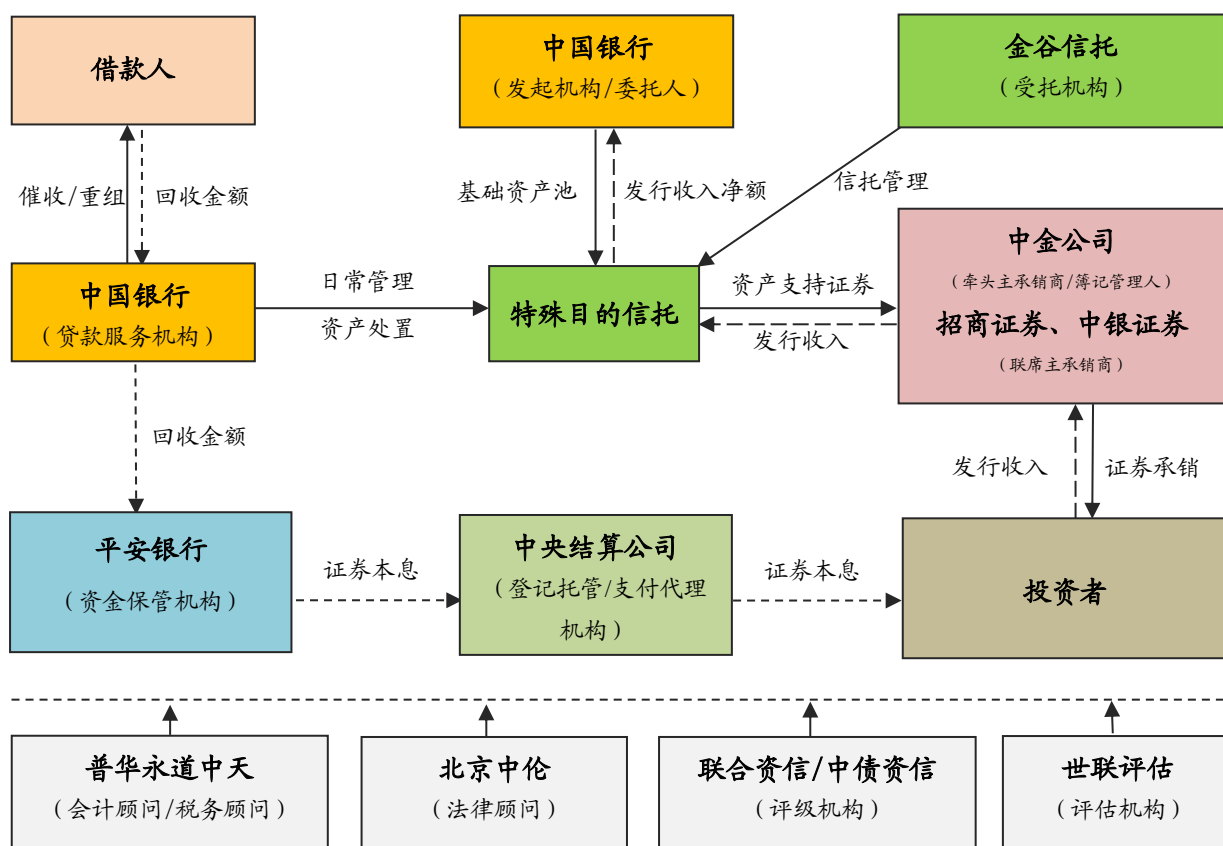 借款人
中国银行
（发起机构/委托人）
金谷信托
（受托机构）
催收/重组
回收金额
基础资产池
发行收入净额
信托管理
中国银行
（贷款服务机构）
日常管理
资产处置
特殊目的信托
资产支持证券
发行收入
中金公司
（牵头主承销商/薄记管理人）
招商证券、中银证券
（联席主承销商）
回收金额
发行收入
证券承销
平安银行
（资金保管机构）
证券本息
中央结算公司
（登记托管/支付代理
机构）
证券本息
投资者
普华永道中天
（会计顾问/税务顾问）
北京中伦
（法律顾问）
联合资信/中债资信
（评级机构）
世联评估
（评估机构）